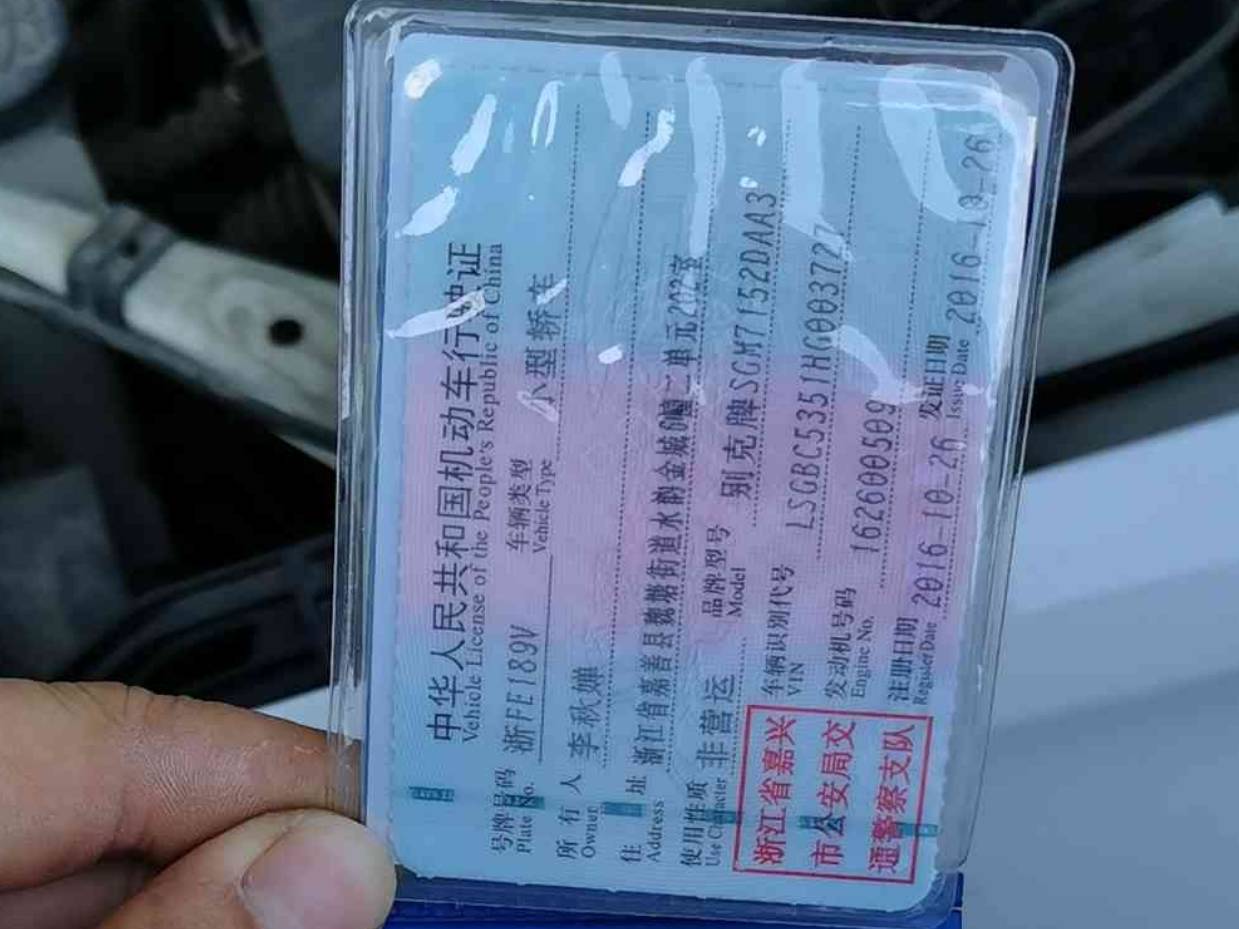 中华人民共和国机动车行驶证
Vehicle License of the People's Republic of China
号牌号码 浙FE189V 车辆类型 小型轿车
Plate No. Vehicle Type
所有人 李秋婵
Owner
住址 浙江省嘉善县魏塘街道水韵金城6幢二单元202室
Address
使用性质 非营运 品牌型号 别克牌SGM7152DAA3
Use Character Model
车辆识别代号 LSGBC5351HG003727
VIN
发动机号码 162600509
Engine No.
注册日期 2016-10-26 发证日期 2016-10-26
Register Date Issue Date
浙江省嘉兴
市公安局交
通警察支队